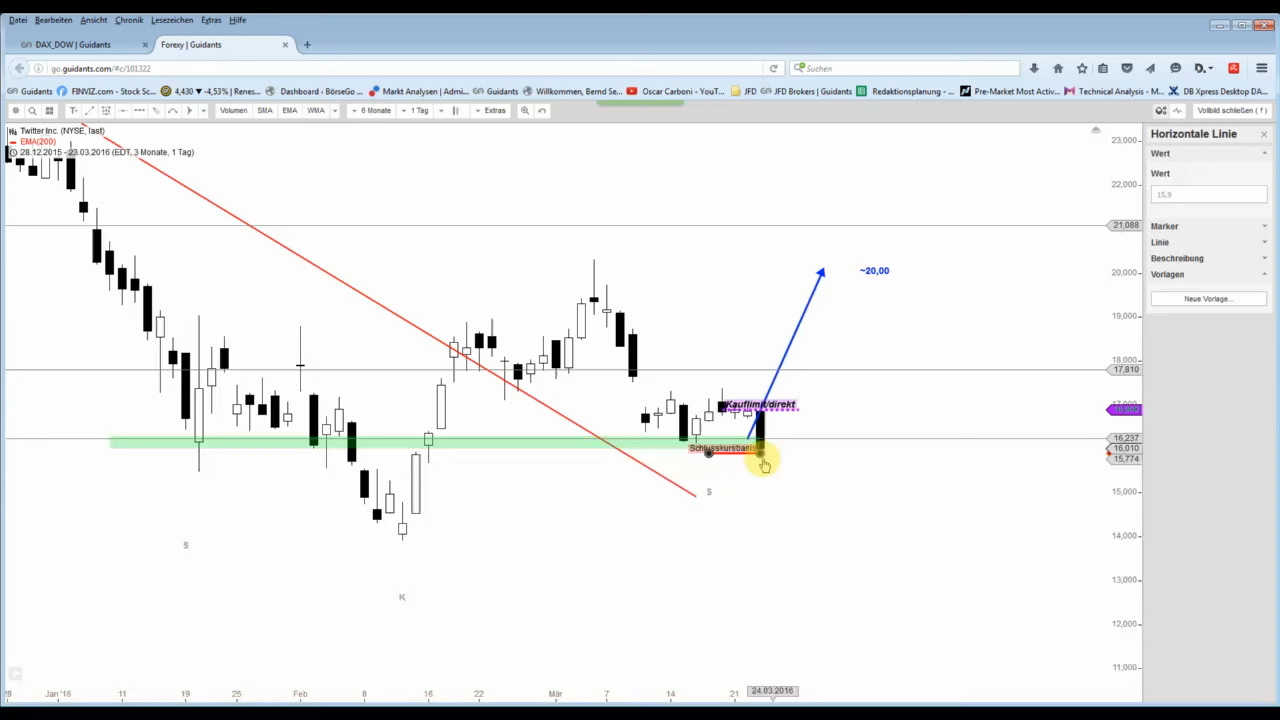 Datei Bearbeiten Ansicht Chronik Lesezeichen Extras Hilfe
DAX_DOW | Guidants × Forexy | Guidants × +
go.guidants.com/#c/101322 Suchen
Guidants FINVIZ.com - Stock Sc... 4,430 ▼ -4,53% | Renes... Dashboard - BörseGo ... Markt Analysen | Admi... Guidants Willkommen, Bernd Se... Oscar Carboni - YouT... JFD JFD Brokers | Guidants Redaktionsplanung - ... Pre-Market Most Activ... Technical Analysis - M... DB Xpress Desktop DA...
Volumen SMA EMA WMA 6 Monate 1 Tag Extras Vollbild schließen ( f )
Twitter Inc. (NYSE, last)
EMA(200)
28.12.2015 - 23.03.2016 (EDT, 3 Monate, 1 Tag)
Horizontale Linie
Wert
Wert
15,9
Marker
Linie
Beschreibung
Vorlagen
Neue Vorlage...
23,000
22,000
21,088
~20,00
20,000
19,000
18,000
17,810
Kauflimit/direkt
17,000
16,237
Schlusskursbasis
16,010
15,774
S
15,000
14,000
S
13,000
K
12,000
11,000
28 Jan '16 11 19 25 Feb 8 16 22 Mär 7 14 21 24.03.2016